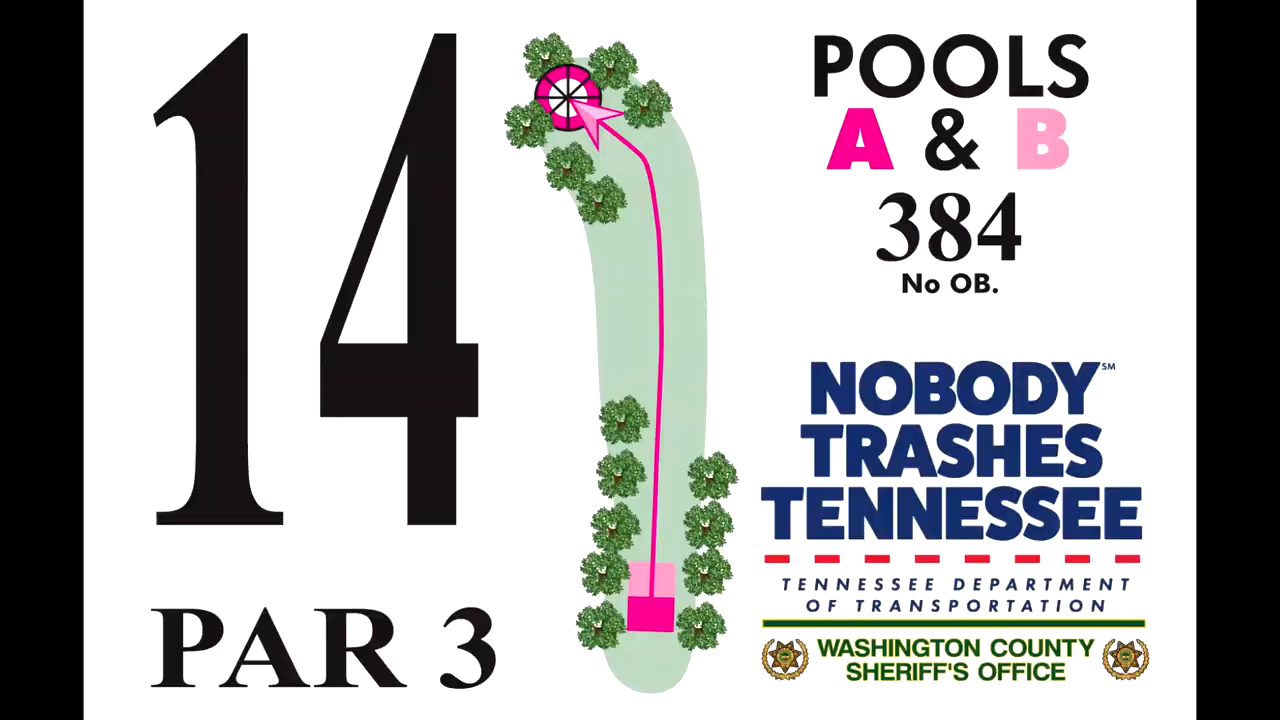 14
PAR 3
POOLS
A & B
384
No OB.
NOBODY℠
TRASHES
TENNESSEE
TENNESSEE DEPARTMENT
OF TRANSPORTATION
WASHINGTON COUNTY
SHERIFF'S OFFICE